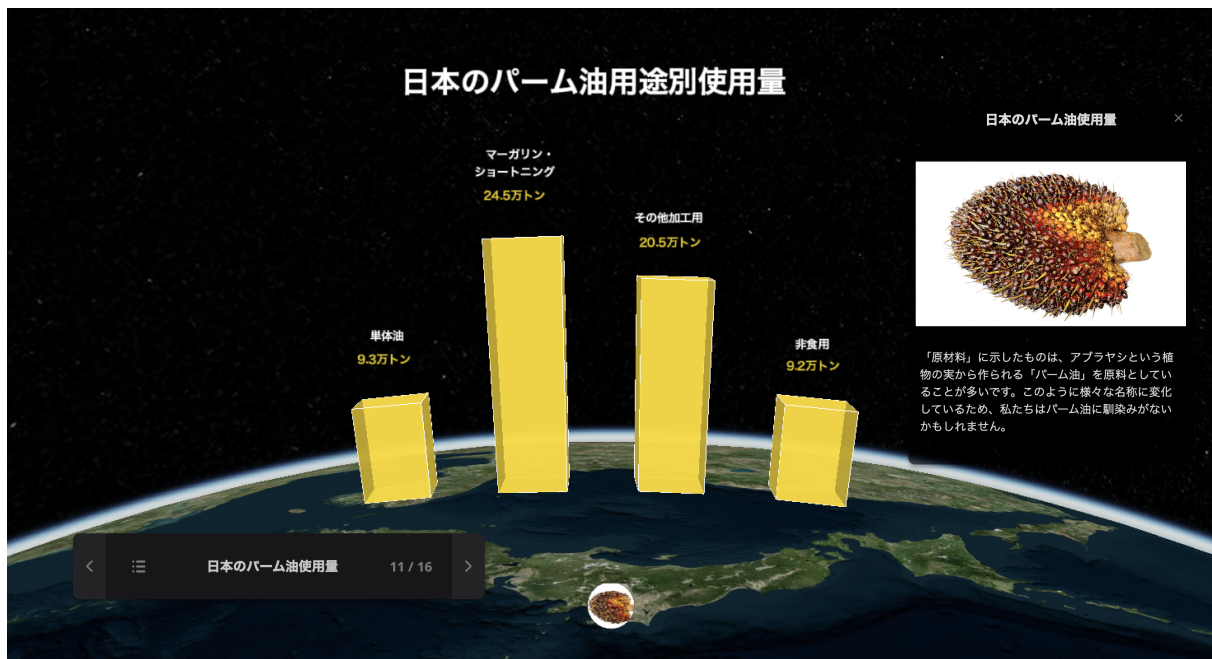 日本のパーム油用途別使用量
マーガリン・
ショートニング
24.5万トン
その他加工用
20.5万トン
単体油
9.3万トン
非食用
9.2万トン
日本のパーム油使用量
「原材料」に示したものは、アブラヤシという植
物の実から作られる「パーム油」を原料としてい
ることが多いです。このように様々な名称に変化
しているため、私たちはパーム油に馴染みがない
かもしれません。
日本のパーム油使用量 11 / 16